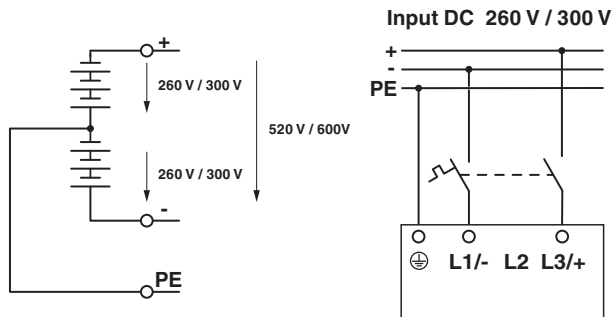 Input DC 260 V / 300 V
+
260 V / 300 V
520 V / 600V
260 V / 300 V
-
PE
+
-
PE
L1/- L2 L3/+